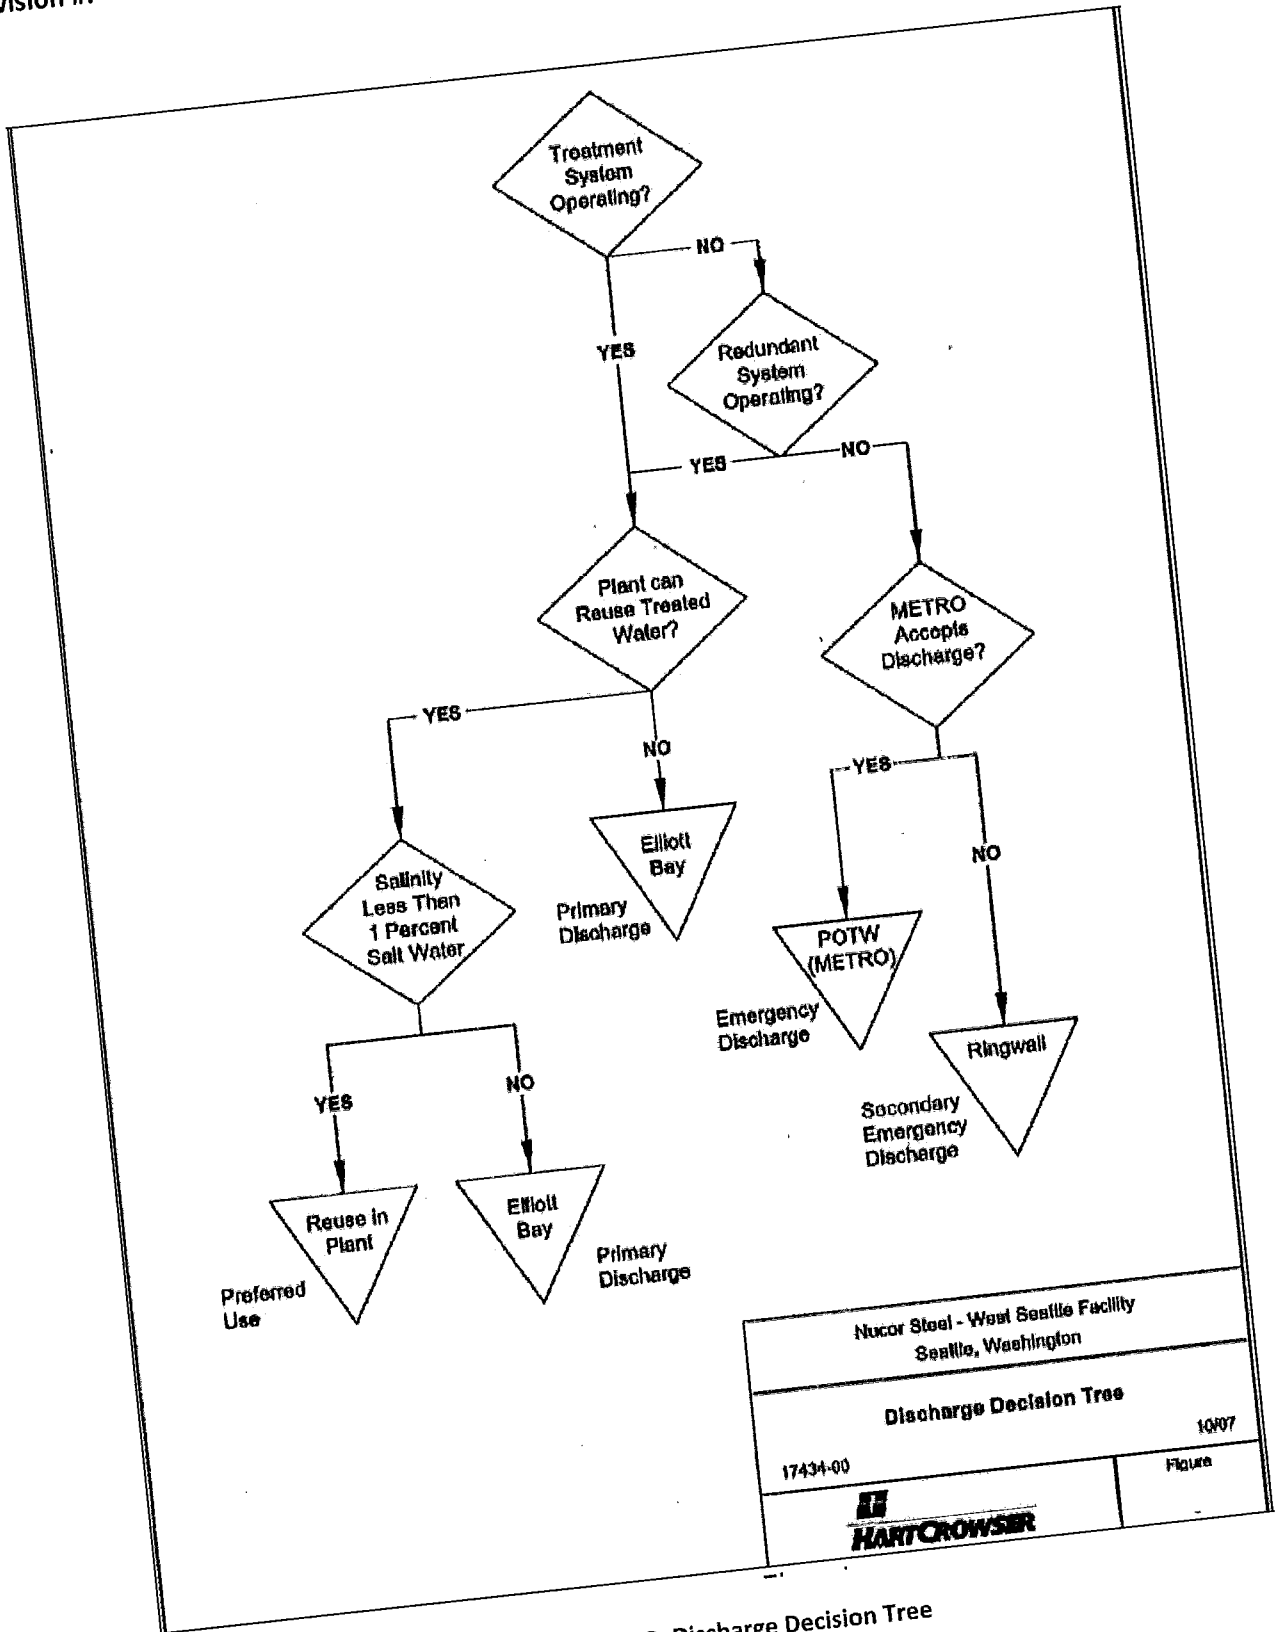 Treatment
System
Operating?
NO
YES
Redundant
System
Operating?
YES
NO
Plant can
Reuse Treated
Water?
METRO
Accepts
Discharge?
YES
NO
YES
NO
Salinity
Less Than
1 Percent
Salt Water
Elliott
Bay
Primary
Discharge
POTW
(METRO)
Emergency
Discharge
Ringwall
Secondary
Emergency
Discharge
YES
NO
Reuse in
Plant
Preferred
Use
Elliott
Bay
Primary
Discharge
Nucor Steel - West Seattle Facility
Seattle, Washington
Discharge Decision Tree
17434-00
10/07
HARTCROWSER
Figure
Discharge Decision Tree